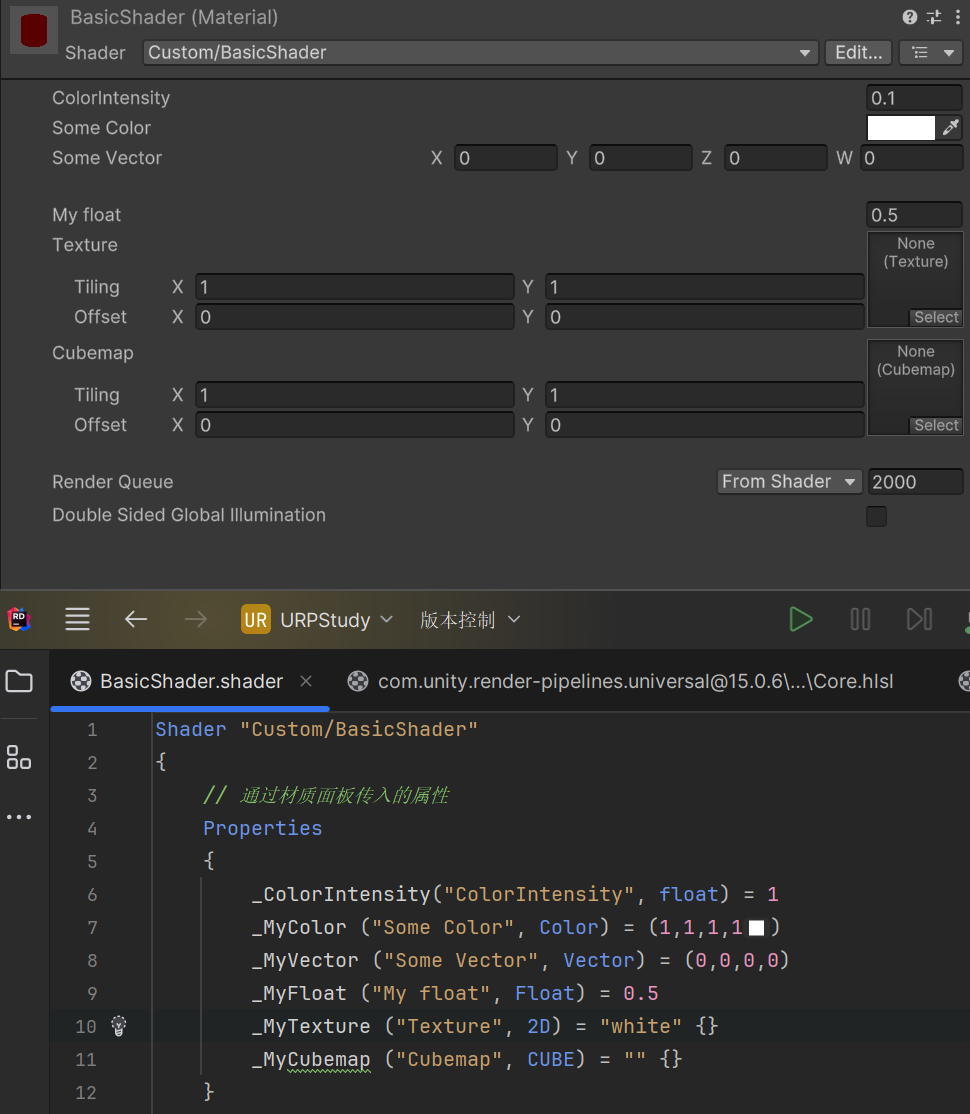 BasicShader (Material)
Shader Custom/BasicShader Edit...
ColorIntensity 0.1
Some Color
Some Vector X 0 Y 0 Z 0 W 0
My float 0.5
Texture None
(Texture)
Tiling X 1 Y 1
Offset X 0 Y 0 Select
Cubemap None
(Cubemap)
Tiling X 1 Y 1
Offset X 0 Y 0 Select
Render Queue From Shader 2000
Double Sided Global Illumination
RD UR URPStudy 版本控制
BasicShader.shader com.unity.render-pipelines.universal@15.0.6\...\Core.hlsl
1 Shader "Custom/BasicShader"
2 {
3 // 通过材质面板传入的属性
4 Properties
5 {
6 _ColorIntensity("ColorIntensity", float) = 1
7 _MyColor ("Some Color", Color) = (1,1,1,1)
8 _MyVector ("Some Vector", Vector) = (0,0,0,0)
9 _MyFloat ("My float", Float) = 0.5
10 _MyTexture ("Texture", 2D) = "white" {}
11 _MyCubemap ("Cubemap", CUBE) = "" {}
12 }